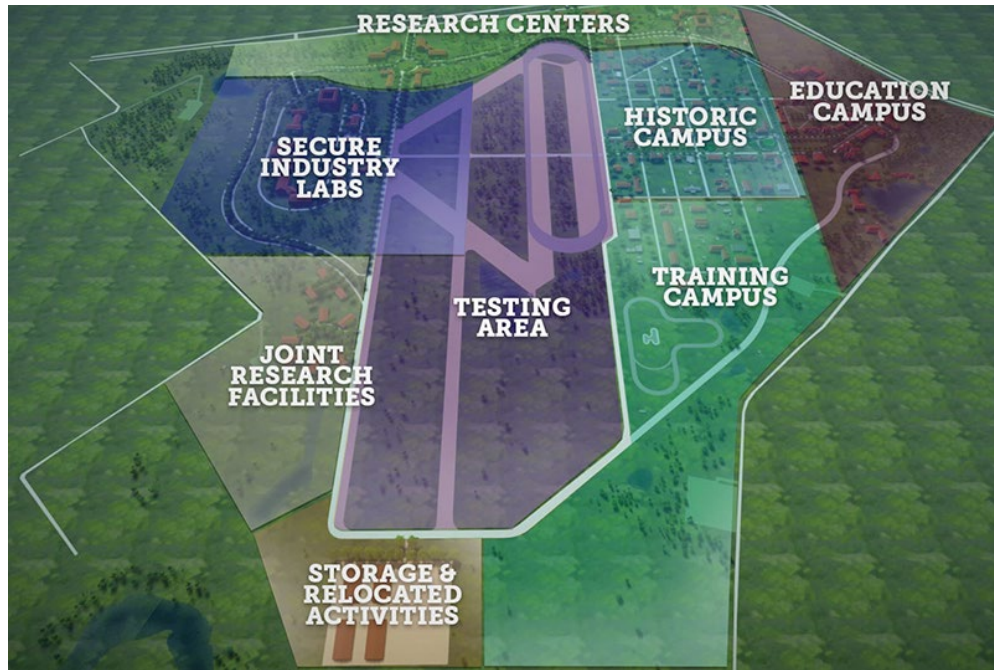 RESEARCH CENTERS
EDUCATION
CAMPUS
HISTORIC
CAMPUS
SECURE
INDUSTRY
LABS
TRAINING
CAMPUS
TESTING
AREA
JOINT
RESEARCH
FACILITIES
STORAGE &
RELOCATED
ACTIVITIES